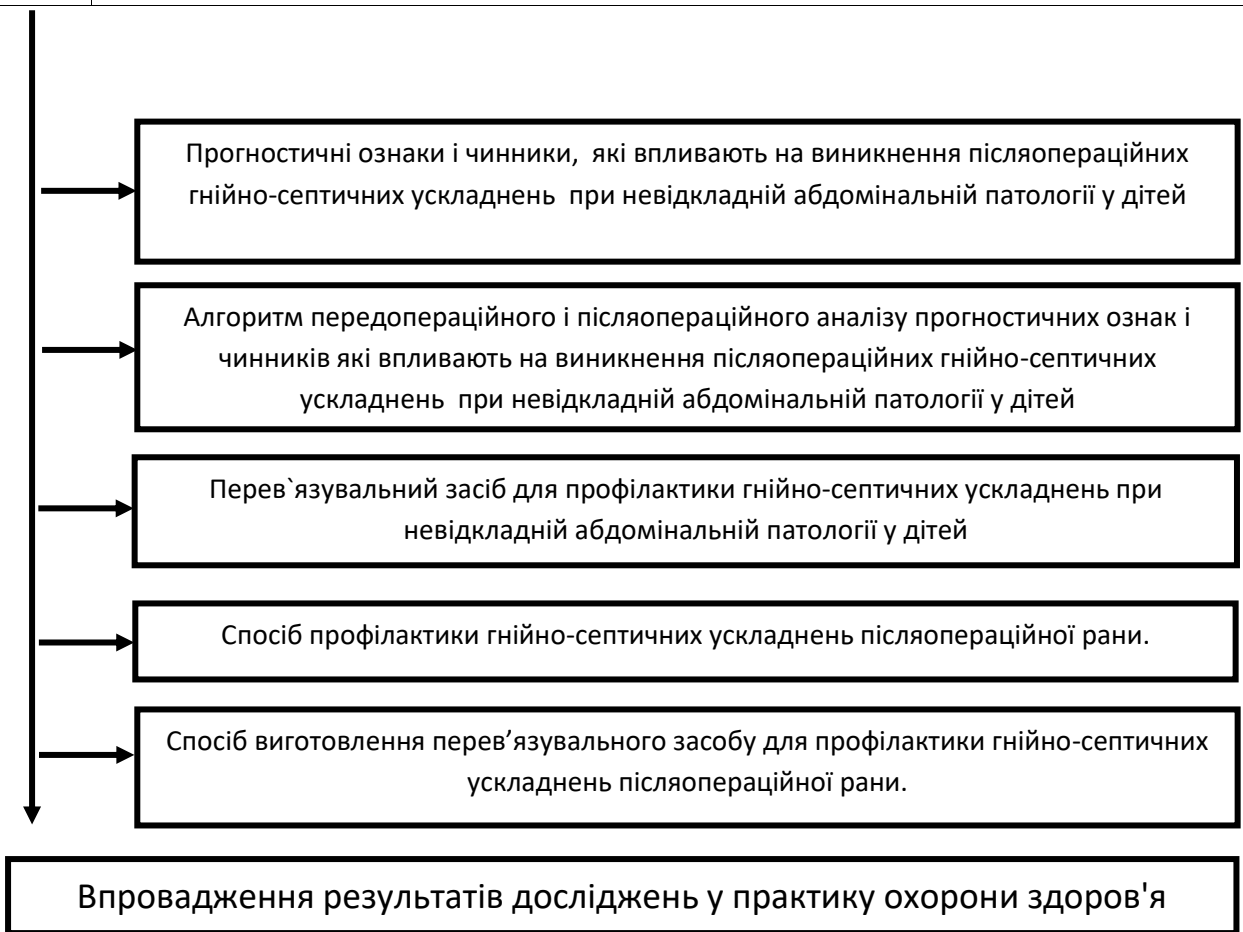 Прогностичні ознаки і чинники,  які впливають на виникнення післяопераційних
гнійно-септичних ускладнень  при невідкладній абдомінальній патології у дітей
Алгоритм передопераційного і післяопераційного аналізу прогностичних ознак і
чинників які впливають на виникнення післяопераційних гнійно-септичних
ускладнень  при невідкладній абдомінальній патології у дітей
Перев`язувальний засіб для профілактики гнійно-септичних ускладнень при
невідкладній абдомінальній патології у дітей
Спосіб профілактики гнійно-септичних ускладнень післяопераційної рани.
Спосіб виготовлення перев’язувального засобу для профілактики гнійно-септичних
ускладнень післяопераційної рани.
Впровадження результатів досліджень у практику охорони здоров'я